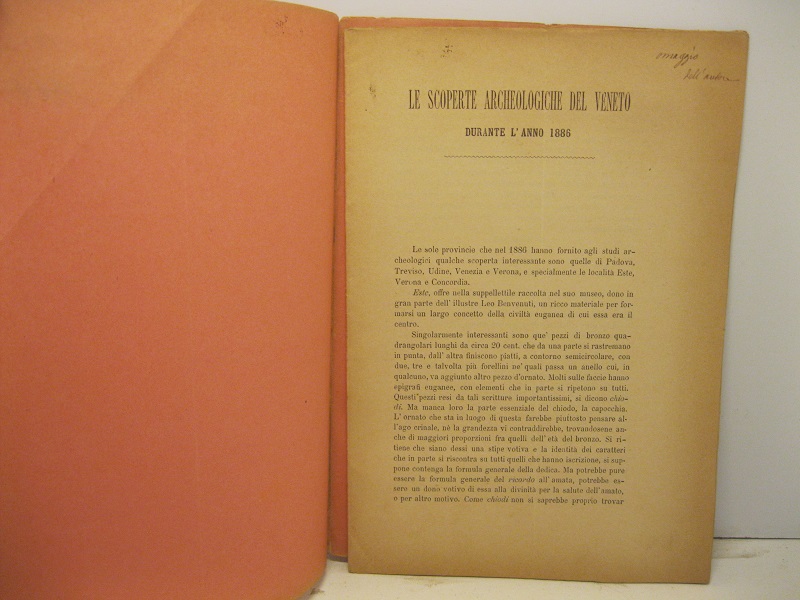 omaggio
dell'autore
LE SCOPERTE ARCHEOLOGICHE DEL VENETO
DURANTE L'ANNO 1886
Le sole provincie che nel 1886 hanno fornito agli studi ar-
cheologici qualche scoperta interessante sono quelle di Padova,
Treviso, Udine, Venezia e Verona, e specialmente le località Este,
Verona e Concordia.
Este, offre nella suppellettile raccolta nel suo museo, dono in
gran parte dell'illustre Leo Benvenuti, un ricco materiale per for-
marsi un largo concetto della civiltà euganea di cui essa era il
centro.
Singolarmente interessanti sono que' pezzi di bronzo qua-
drangolari lunghi da circa 20 cent. che da una parte si rastremano
in punta, dall'altra finiscono piatti, a contorno semicircolare, con
due, tre e talvolta più forellini ne' quali passa un anello cui, in
qualcuno, va aggiunto altro pezzo d'ornato. Molti sulle faccie hanno
epigrafi euganee, con elementi che in parte si ripetono su tutti.
Questi pezzi resi da tali scritture importantissimi, si dicono chio-
di. Ma manca loro la parte essenziale del chiodo, la capocchia.
L'ornato che sta in luogo di questa farebbe piuttosto pensare al-
l'ago crinale, nè la grandezza vi contraddirebbe, trovandosene an-
che di maggiori proporzioni fra quelli dell'età del bronzo. Si ri-
tiene che siano dessi una stipe votiva e la identità dei caratteri
che in parte si riscontra su tutti quelli che hanno iscrizione, si sup-
pone contenga la formula generale della dedica. Ma potrebbe pure
essere la formula generale del ricordo all'amata, potrebbe es-
sero un dono votivo di essa alla divinità per la salute dell'amato,
o per altro motivo. Come chiodi non si saprebbe proprio trovar